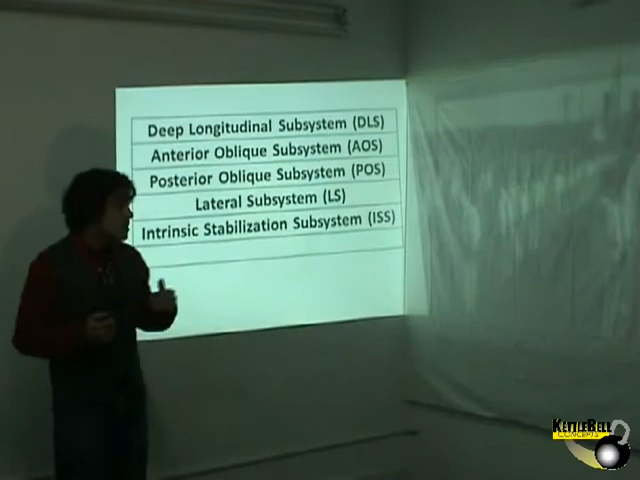 Deep Longitudinal Subsystem (DLS)
Anterior Oblique Subsystem (AOS)
Posterior Oblique Subsystem (POS)
Lateral Subsystem (LS)
Intrinsic Stabilization Subsystem (ISS)
KETTLEBELL
CONCEPTS